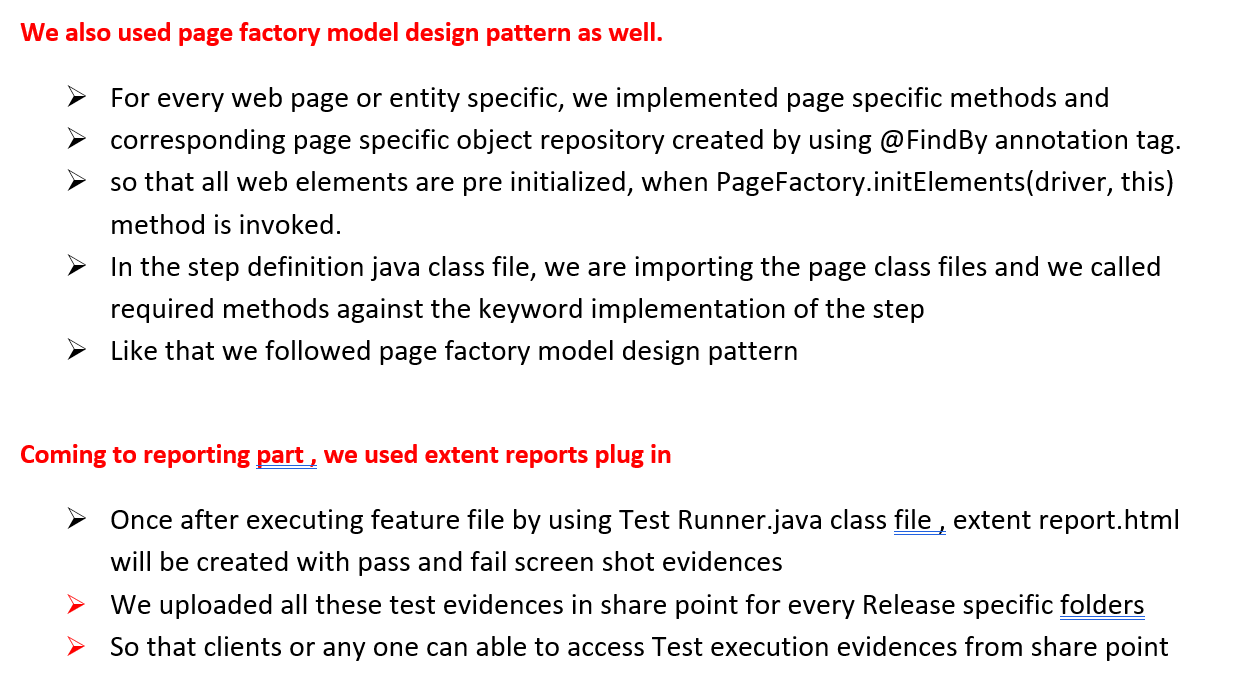 We also used page factory model design pattern as well.
For every web page or entity specific, we implemented page specific methods and
corresponding page specific object repository created by using @FindBy annotation tag.
so that all web elements are pre initialized, when PageFactory.initElements(driver, this)
method is invoked.
In the step definition java class file, we are importing the page class files and we called
required methods against the keyword implementation of the step
Like that we followed page factory model design pattern
Coming to reporting part , we used extent reports plug in
Once after executing feature file by using Test Runner.java class file , extent report.html
will be created with pass and fail screen shot evidences
We uploaded all these test evidences in share point for every Release specific folders
So that clients or any one can able to access Test execution evidences from share point